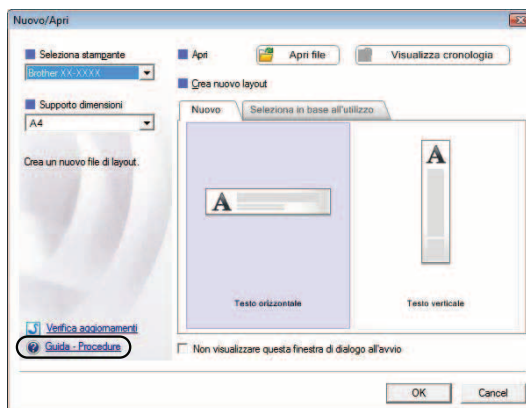 Nuovo/Apri
Seleziona stampante
Brother XX-XXXX
Supporto dimensioni
A4
Crea un nuovo file di layout.
Verifica aggiornamenti
Guida - Procedure
Apri
Apri file
Visualizza cronologia
Crea nuovo layout
Nuovo
Seleziona in base all'utilizzo
A
Testo orizzontale
A
Testo verticale
Non visualizzare questa finestra di dialogo all'avvio
OK
Cancel